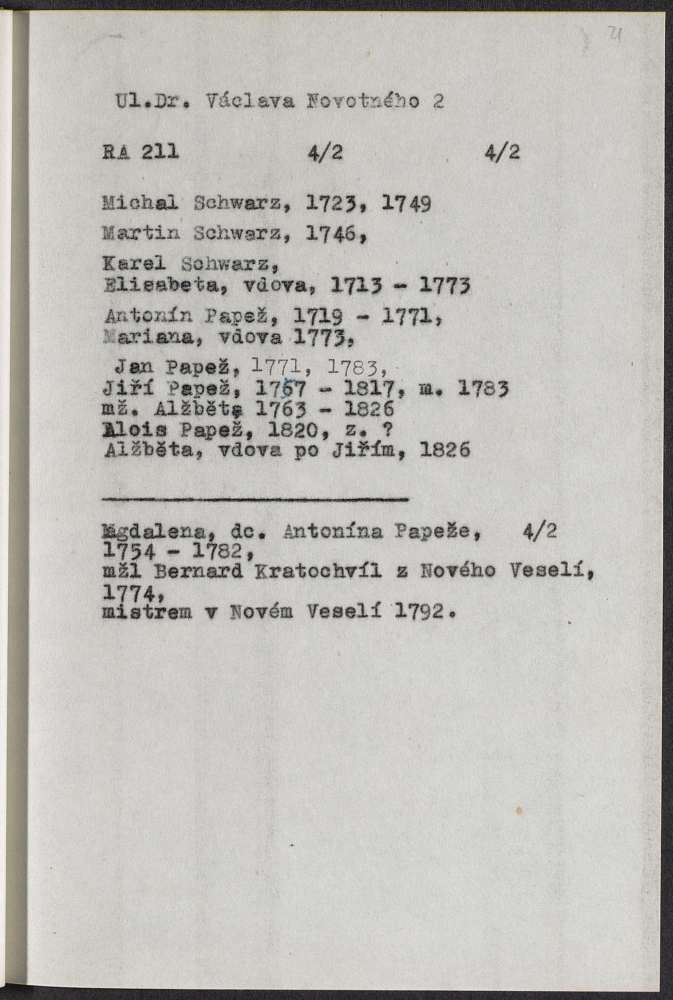 21
Ul.Dr. Václava Novotného 2
RA 211 4/2 4/2
Michal Schwarz, 1723, 1749
Martin Schwarz, 1746,
Karel Schwarz,
Elisabeta, vdova, 1713 - 1773
Antonín Papež, 1719 - 1771,
Mariana, vdova 1773,
Jan Papež, 1771, 1783,
Jiří Papež, 1767 - 1817, m. 1783
mž. Alžběta 1763 - 1826
Alois Papež, 1820, z. ?
Alžběta, vdova po Jiřím, 1826
Magdalena, dc. Antonína Papeže, 4/2
1754 - 1782,
mžl Bernard Kratochvíl z Nového Veselí,
1774,
mistrem v Novém Veselí 1792.